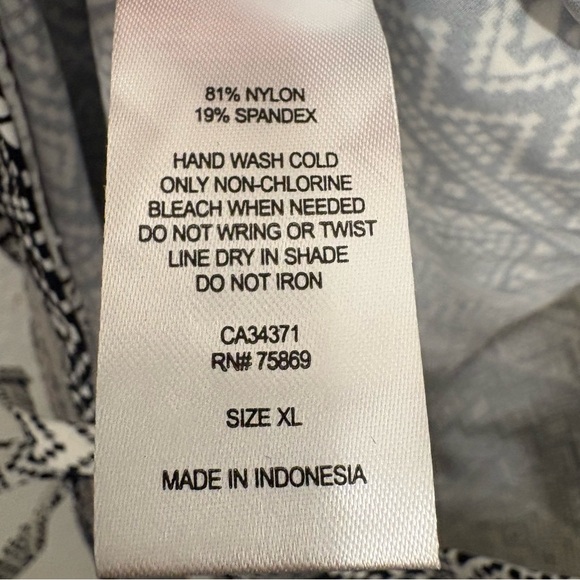 81% NYLON
19% SPANDEX
HAND WASH COLD
ONLY NON-CHLORINE
BLEACH WHEN NEEDED
DO NOT WRING OR TWIST
LINE DRY IN SHADE
DO NOT IRON
CA34371
RN# 75869
SIZE XL
MADE IN INDONESIA